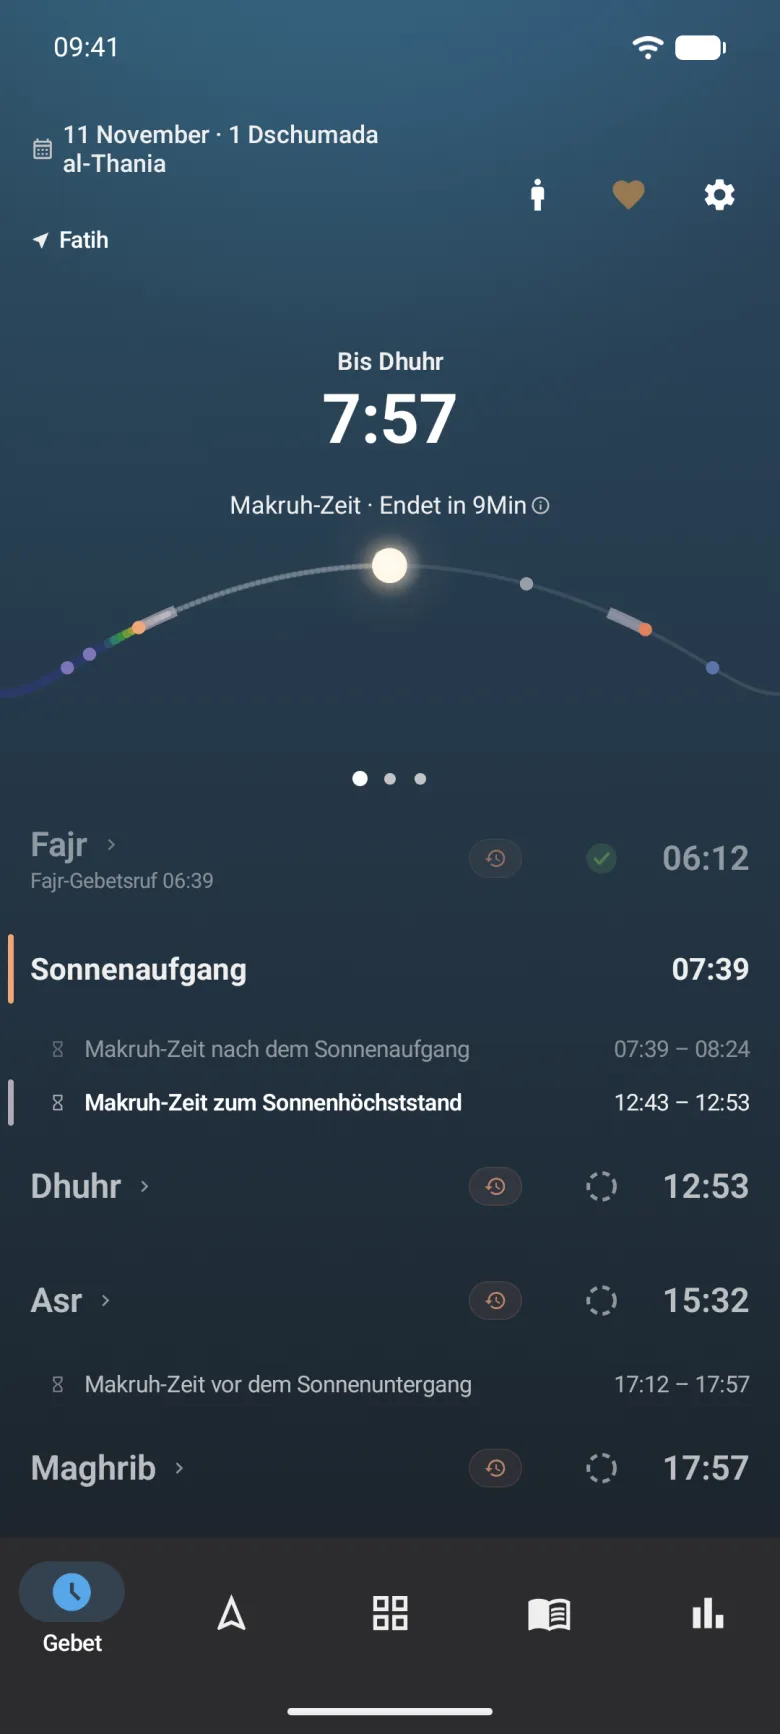 09:41
11 November · 1 Dschumada
al-Thania
Fatih
Bis Dhuhr
7:57
Makruh-Zeit · Endet in 9Min
Fajr
06:12
Fajr-Gebetsruf 06:39
Sonnenaufgang 07:39
Makruh-Zeit nach dem Sonnenaufgang 07:39 – 08:24
Makruh-Zeit zum Sonnenhöchststand 12:43 – 12:53
Dhuhr 12:53
Asr 15:32
Makruh-Zeit vor dem Sonnenuntergang 17:12 – 17:57
Maghrib 17:57
Gebet